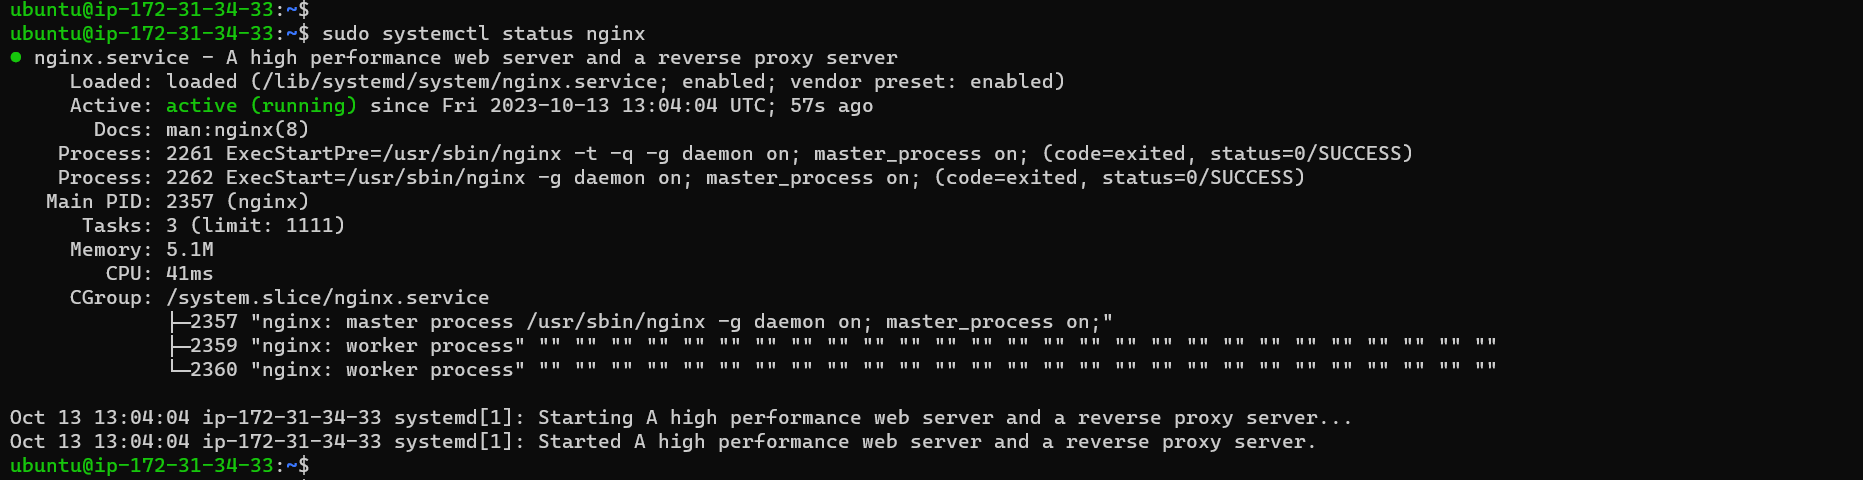 ubuntu@ip-172-31-34-33:~$
ubuntu@ip-172-31-34-33:~$ sudo systemctl status nginx
● nginx.service - A high performance web server and a reverse proxy server
     Loaded: loaded (/lib/systemd/system/nginx.service; enabled; vendor preset: enabled)
     Active: active (running) since Fri 2023-10-13 13:04:04 UTC; 57s ago
       Docs: man:nginx(8)
    Process: 2261 ExecStartPre=/usr/sbin/nginx -t -q -g daemon on; master_process on; (code=exited, status=0/SUCCESS)
    Process: 2262 ExecStart=/usr/sbin/nginx -g daemon on; master_process on; (code=exited, status=0/SUCCESS)
   Main PID: 2357 (nginx)
      Tasks: 3 (limit: 1111)
     Memory: 5.1M
        CPU: 41ms
     CGroup: /system.slice/nginx.service
             ├─2357 "nginx: master process /usr/sbin/nginx -g daemon on; master_process on;"
             ├─2359 "nginx: worker process" "" "" "" "" "" "" "" "" "" "" "" "" "" "" "" "" "" "" "" "" "" "" "" "" "" "" ""
             └─2360 "nginx: worker process" "" "" "" "" "" "" "" "" "" "" "" "" "" "" "" "" "" "" "" "" "" "" "" "" "" "" ""
Oct 13 13:04:04 ip-172-31-34-33 systemd[1]: Starting A high performance web server and a reverse proxy server...
Oct 13 13:04:04 ip-172-31-34-33 systemd[1]: Started A high performance web server and a reverse proxy server.
ubuntu@ip-172-31-34-33:~$